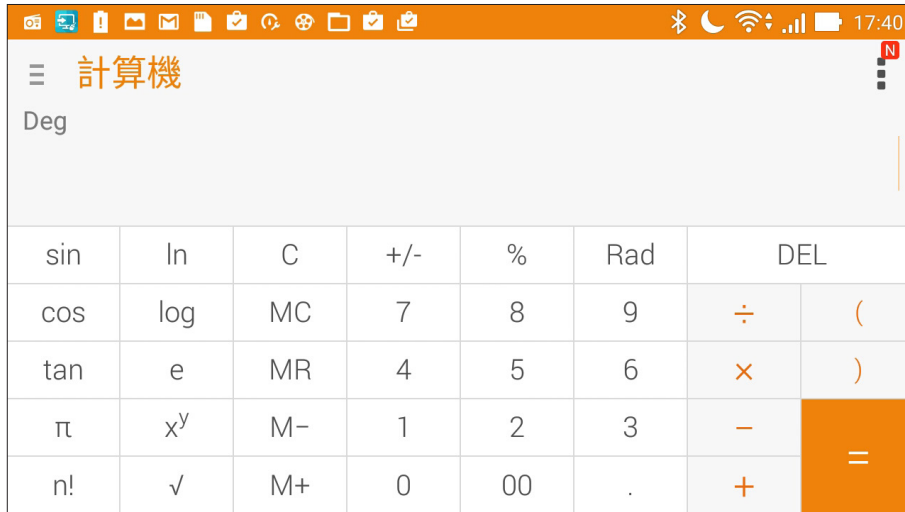 17:40
計算機
N
Deg
sin ln C +/- % Rad DEL
cos log MC 7 8 9 ÷ (
tan e MR 4 5 6 × )
π xʸ M− 1 2 3 − =
n! √ M+ 0 00 . +